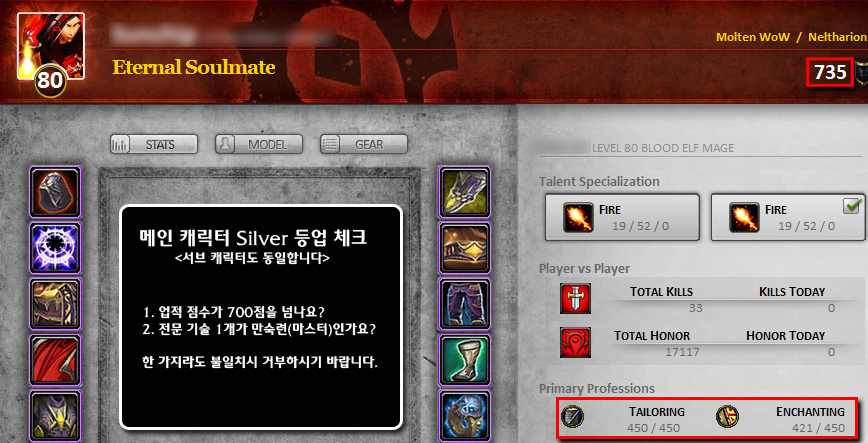 80
Eternal Soulmate
Molten WoW / Neltharion
735
STATS
MODEL
GEAR
메인 캐릭터 Silver 등업 체크
<서브 캐릭터도 동일합니다>
1. 업적 점수가 700점을 넘나요?
2. 전문 기술 1개가 만숙련(마스터)인가요?
한 가지라도 불일치시 거부하시기 바랍니다.
LEVEL 80 BLOOD ELF MAGE
Talent Specialization
FIRE
19 / 52 / 0
FIRE
19 / 52 / 0
Player vs Player
TOTAL KILLS
33
KILLS TODAY
0
TOTAL HONOR
17117
HONOR TODAY
0
Primary Professions
TAILORING
450 / 450
ENCHANTING
421 / 450